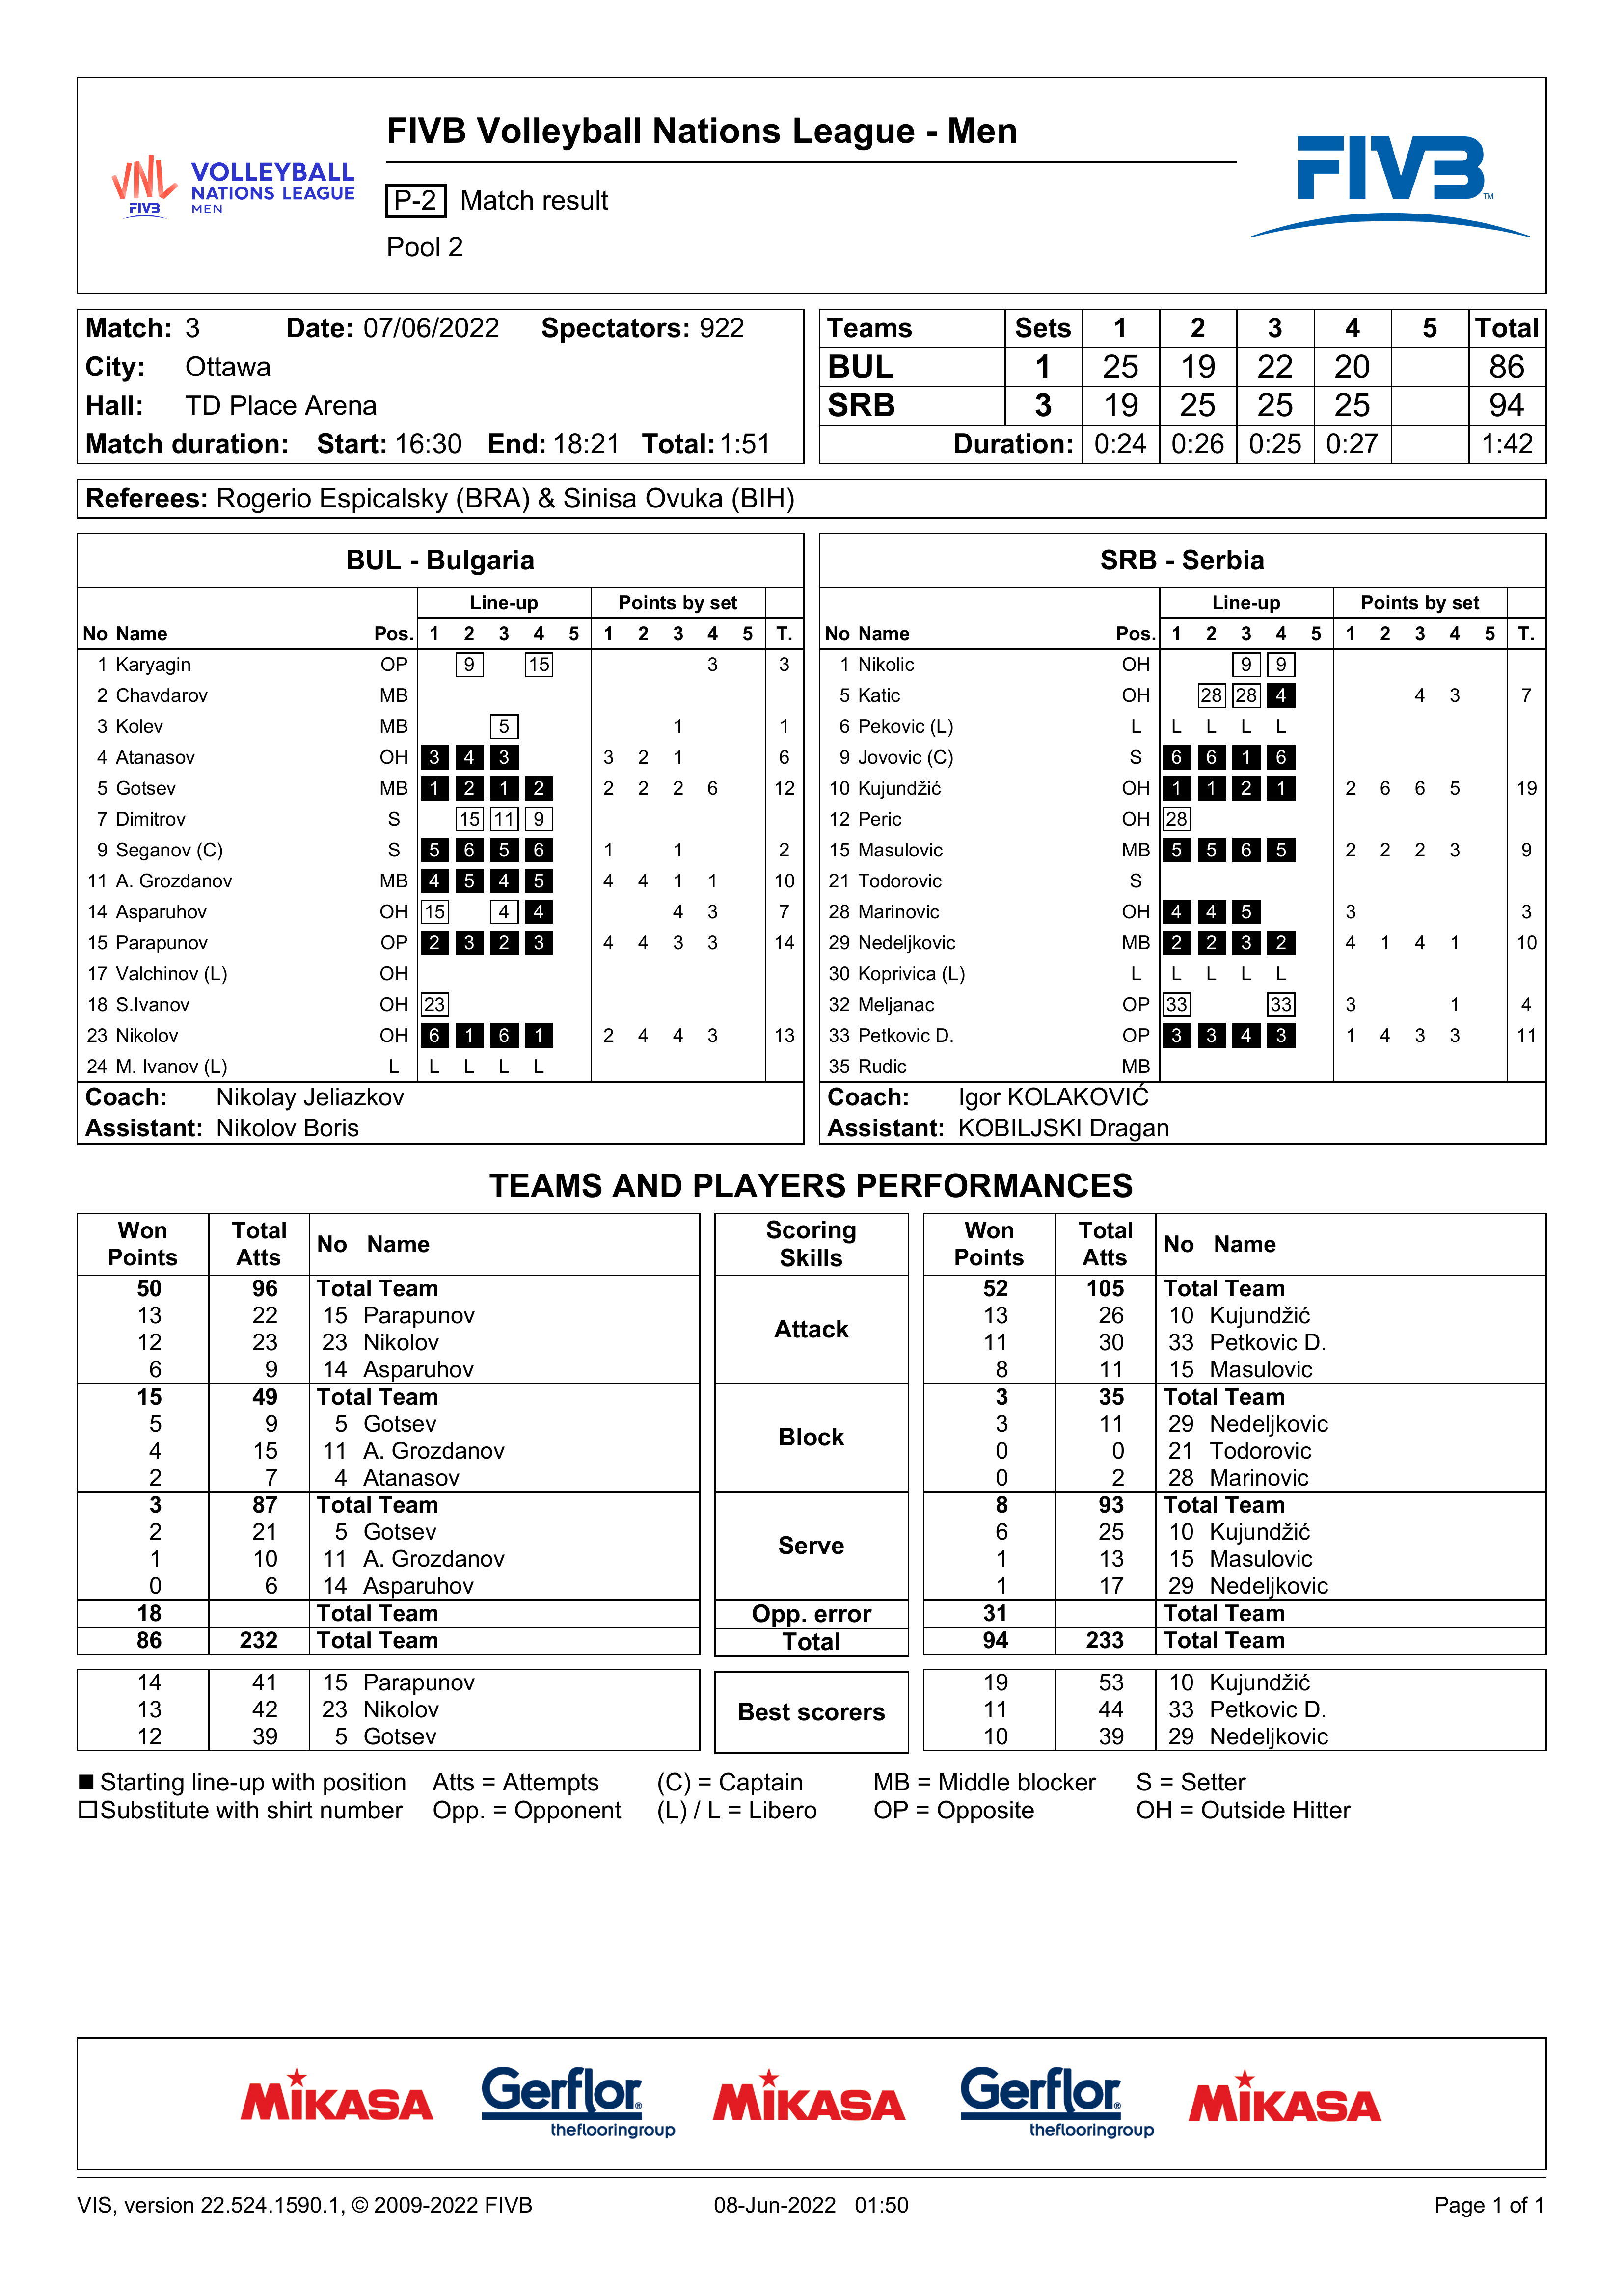 FIVB Volleyball Nations League - Men
VOLLEYBALL
NATIONS LEAGUE
MEN
VNL
FIVB
P-2 Match result
Pool 2
FIVB TM
Match: 3 Date: 07/06/2022 Spectators: 922
City: Ottawa
Hall: TD Place Arena
Match duration: Start: 16:30 End: 18:21 Total: 1:51
Teams Sets 1 2 3 4 5 Total
BUL 1 25 19 22 20 86
SRB 3 19 25 25 25 94
Duration: 0:24 0:26 0:25 0:27 1:42
Referees: Rogerio Espicalsky (BRA) & Sinisa Ovuka (BIH)
BUL - Bulgaria
Line-up Points by set
No Name Pos. 1 2 3 4 5 1 2 3 4 5 T.
1 Karyagin OP 9 15 3 3
2 Chavdarov MB
3 Kolev MB 5 1 1
4 Atanasov OH 3 4 3 3 2 1 6
5 Gotsev MB 1 2 1 2 2 2 2 6 12
7 Dimitrov S 15 11 9
9 Seganov (C) S 5 6 5 6 1 1 2
11 A. Grozdanov MB 4 5 4 5 4 4 1 1 10
14 Asparuhov OH 15 4 4 4 3 7
15 Parapunov OP 2 3 2 3 4 4 3 3 14
17 Valchinov (L) OH
18 S.Ivanov OH 23
23 Nikolov OH 6 1 6 1 2 4 4 3 13
24 M. Ivanov (L) L L L L L
Coach: Nikolay Jeliazkov
Assistant: Nikolov Boris
SRB - Serbia
Line-up Points by set
No Name Pos. 1 2 3 4 5 1 2 3 4 5 T.
1 Nikolic OH 9 9
5 Katic OH 28 28 4 4 3 7
6 Pekovic (L) L L L L L
9 Jovovic (C) S 6 6 1 6
10 Kujundžić OH 1 1 2 1 2 6 6 5 19
12 Peric OH 28
15 Masulovic MB 5 5 6 5 2 2 2 3 9
21 Todorovic S
28 Marinovic OH 4 4 5 3 3
29 Nedeljkovic MB 2 2 3 2 4 1 4 1 10
30 Koprivica (L) L L L L L
32 Meljanac OP 33 33 3 1 4
33 Petkovic D. OP 3 3 4 3 1 4 3 3 11
35 Rudic MB
Coach: Igor KOLAKOVIĆ
Assistant: KOBILJSKI Dragan
TEAMS AND PLAYERS PERFORMANCES
Won Points Total Atts No Name Scoring Skills Won Points Total Atts No Name
50 96 Total Team Attack 52 105 Total Team
13 22 15 Parapunov 13 26 10 Kujundžić
12 23 23 Nikolov 11 30 33 Petkovic D.
6 9 14 Asparuhov 8 11 15 Masulovic
15 49 Total Team Block 3 35 Total Team
5 9 5 Gotsev 3 11 29 Nedeljkovic
4 15 11 A. Grozdanov 0 0 21 Todorovic
2 7 4 Atanasov 0 2 28 Marinovic
3 87 Total Team Serve 8 93 Total Team
2 21 5 Gotsev 6 25 10 Kujundžić
1 10 11 A. Grozdanov 1 13 15 Masulovic
0 6 14 Asparuhov 1 17 29 Nedeljkovic
18 Total Team Opp. error 31 Total Team
86 232 Total Team Total 94 233 Total Team
14 41 15 Parapunov Best scorers 19 53 10 Kujundžić
13 42 23 Nikolov 11 44 33 Petkovic D.
12 39 5 Gotsev 10 39 29 Nedeljkovic
Starting line-up with position Atts = Attempts (C) = Captain MB = Middle blocker S = Setter
Substitute with shirt number Opp. = Opponent (L) / L = Libero OP = Opposite OH = Outside Hitter
MIKASA Gerflor® theflooringgroup MIKASA Gerflor® theflooringgroup MIKASA
VIS, version 22.524.1590.1, © 2009-2022 FIVB 08-Jun-2022 01:50 Page 1 of 1